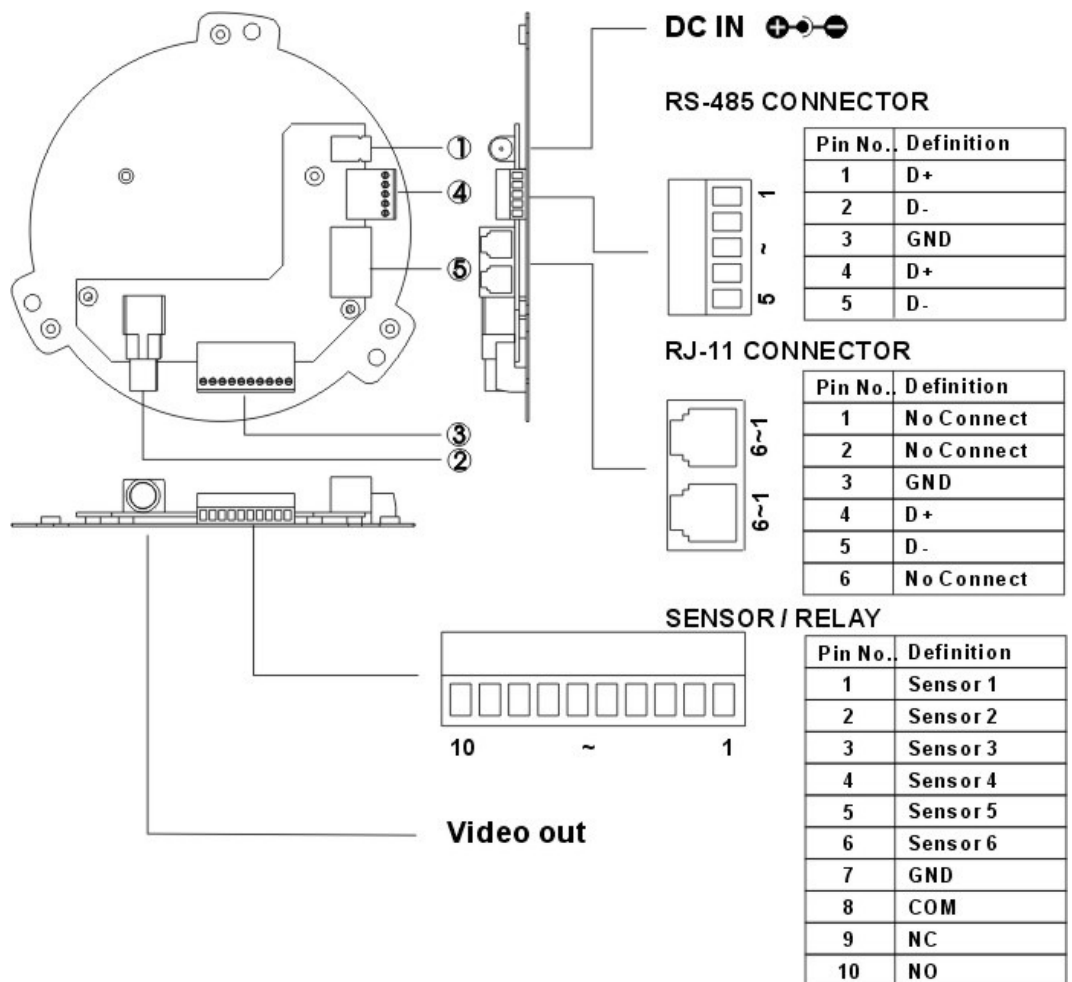 DC IN
RS-485 CONNECTOR
Pin No.. Definition
1 D+
2 D-
3 GND
4 D+
5 D-
1
~
5
RJ-11 CONNECTOR
Pin No.. Definition
1 No Connect
2 No Connect
3 GND
4 D+
5 D-
6 No Connect
6~1
6~1
1
4
5
3
2
SENSOR / RELAY
Pin No.. Definition
1 Sensor 1
2 Sensor 2
3 Sensor 3
4 Sensor 4
5 Sensor 5
6 Sensor 6
7 GND
8 COM
9 NC
10 NO
10 ~ 1
Video out